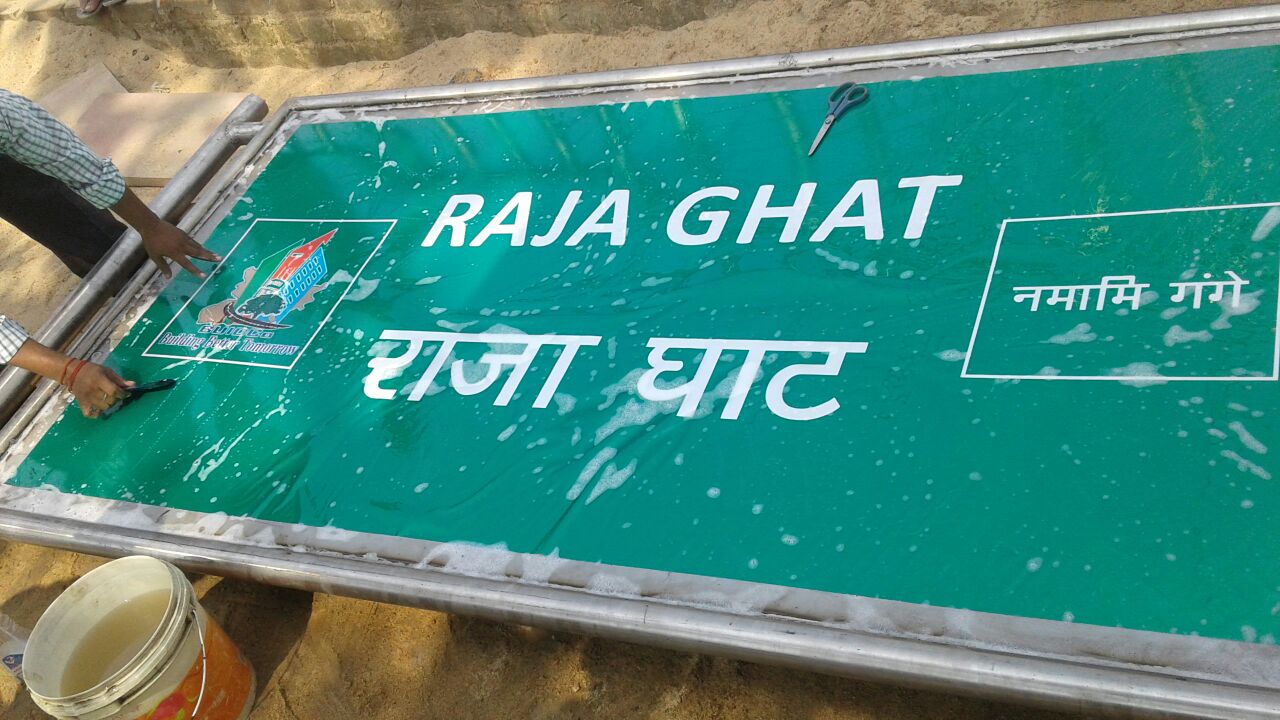 RAJA GHAT
राजा घाट
Building Better Tomorrow
नमामि गंगे